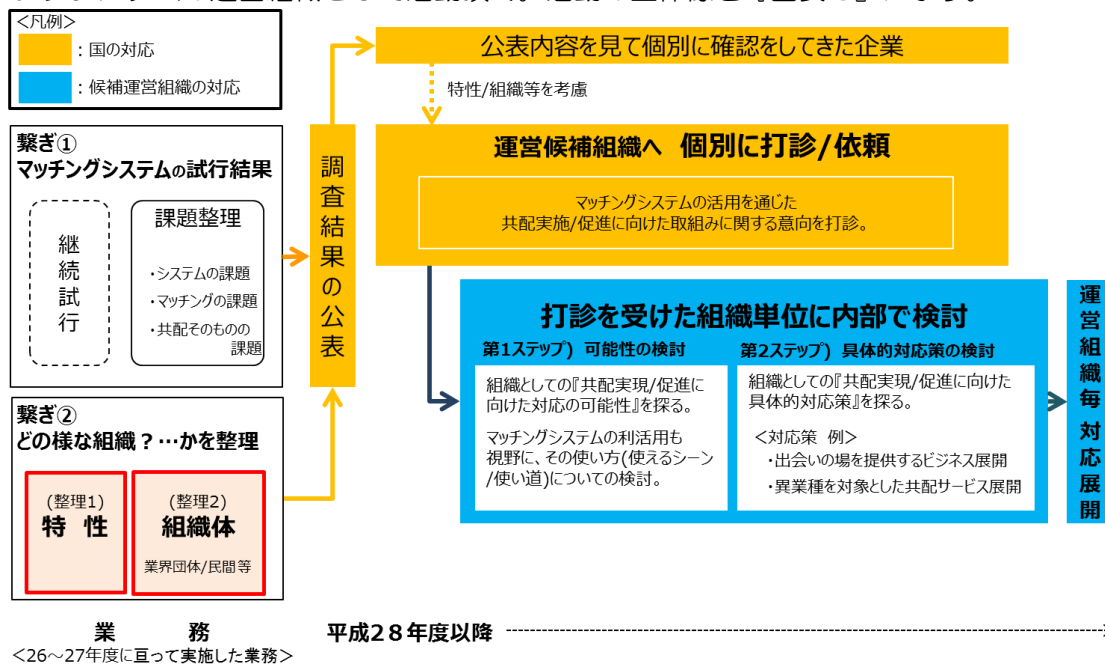 <凡例>
：国の対応
：候補運営組織の対応
繋ぎ①
マッチングシステムの試行結果
継続試行
課題整理
・システムの課題
・マッチングの課題
・共配そのものの
課題
繋ぎ②
どの様な組織？…かを整理
(整理1)
特 性
(整理2)
組織体
業界団体/民間等
調査結果の公表
公表内容を見て個別に確認をしてきた企業
特性/組織等を考慮
運営候補組織へ 個別に打診/依頼
マッチングシステムの活用を通じた
共配実施/促進に向けた取組みに関する意向を打診。
打診を受けた組織単位に内部で検討
第1ステップ) 可能性の検討
組織としての『共配実現/促進に
向けた対応の可能性』を探る。
マッチングシステムの利活用も
視野に、その使い方(使えるシーン
/使い道)についての検討。
第2ステップ) 具体的対応策の検討
組織としての『共配実現/促進に向けた
具体的対応策』を探る。
<対応策 例>
・出会いの場を提供するビジネス展開
・異業種を対象とした共配サービス展開
運営組織毎 対応展開
業 務
<26～27年度に亘って実施した業務>
平成２８年度以降